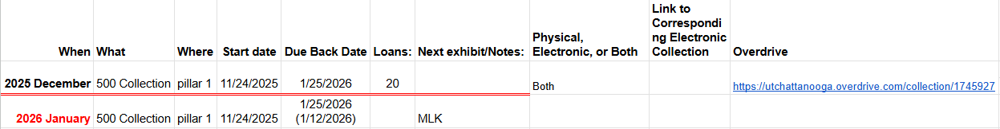 When What Where Start date Due Back Date Loans: Next exhibit/Notes: Physical, Electronic, or Both Link to Correspondi ng Electronic Collection Overdrive
2025 December 500 Collection pillar 1 11/24/2025 1/25/2026 20 Both https://utchattanooga.overdrive.com/collection/1745927
2026 January 500 Collection pillar 1 11/24/2025 1/25/2026 (1/12/2026) MLK